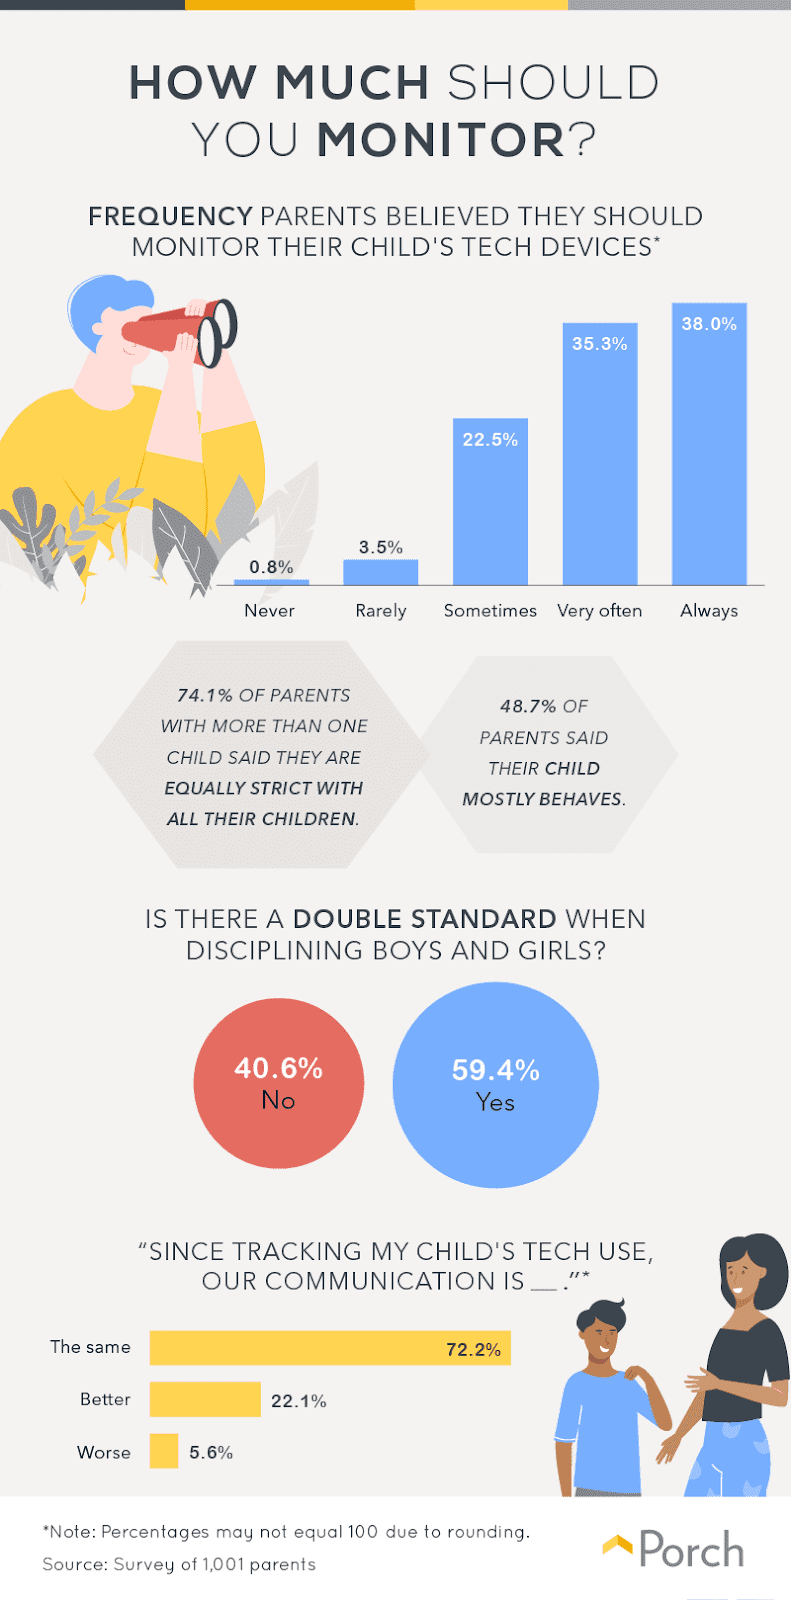 HOW MUCH SHOULD
YOU MONITOR?
FREQUENCY PARENTS BELIEVED THEY SHOULD
MONITOR THEIR CHILD'S TECH DEVICES*
0.8%
3.5%
22.5%
35.3%
38.0%
Never
Rarely
Sometimes
Very often
Always
74.1% OF PARENTS
WITH MORE THAN ONE
CHILD SAID THEY ARE
EQUALLY STRICT WITH
ALL THEIR CHILDREN.
48.7% OF
PARENTS SAID
THEIR CHILD
MOSTLY BEHAVES.
IS THERE A DOUBLE STANDARD WHEN
DISCIPLINING BOYS AND GIRLS?
40.6%
No
59.4%
Yes
“SINCE TRACKING MY CHILD'S TECH USE,
OUR COMMUNICATION IS __ .”*
The same 72.2%
Better 22.1%
Worse 5.6%
*Note: Percentages may not equal 100 due to rounding.
Source: Survey of 1,001 parents
Porch